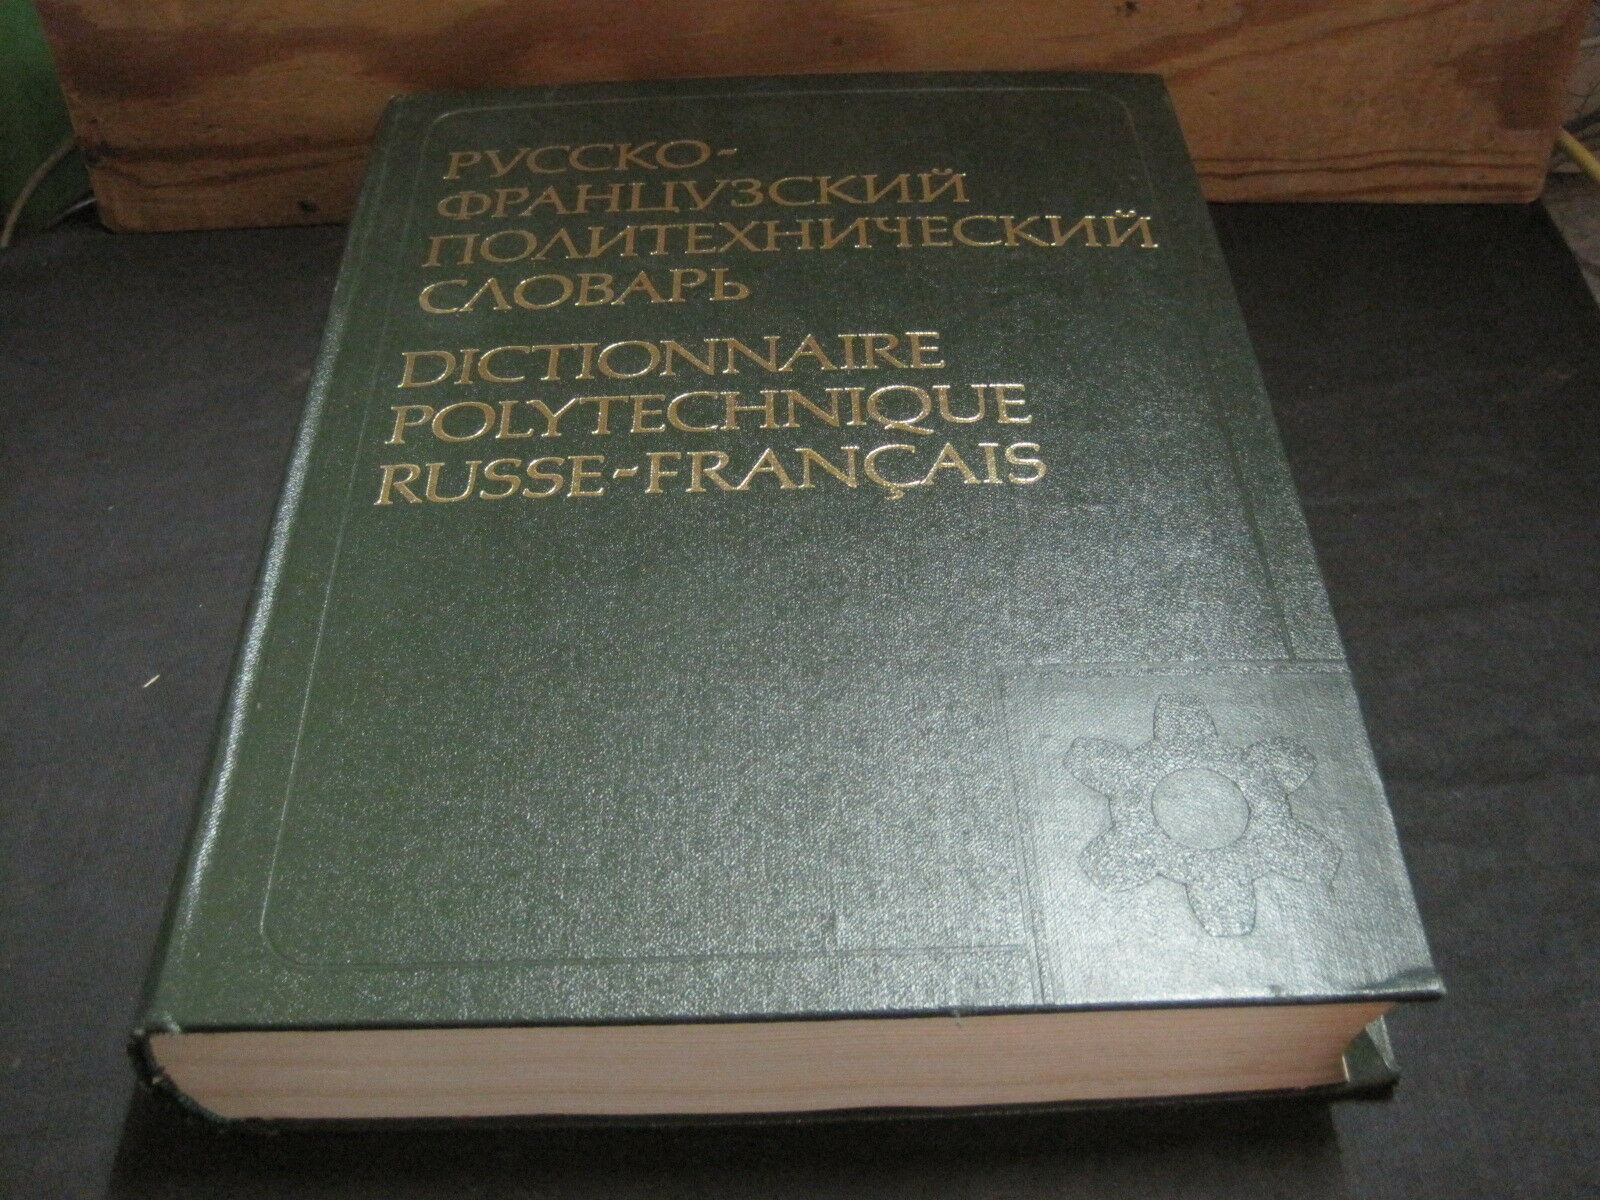 РУССКО-
ФРАНЦУЗСКИЙ
ПОЛИТЕХНИЧЕСКИЙ
СЛОВАРЬ
DICTIONNAIRE
POLYTECHNIQUE
RUSSE-FRANÇAIS